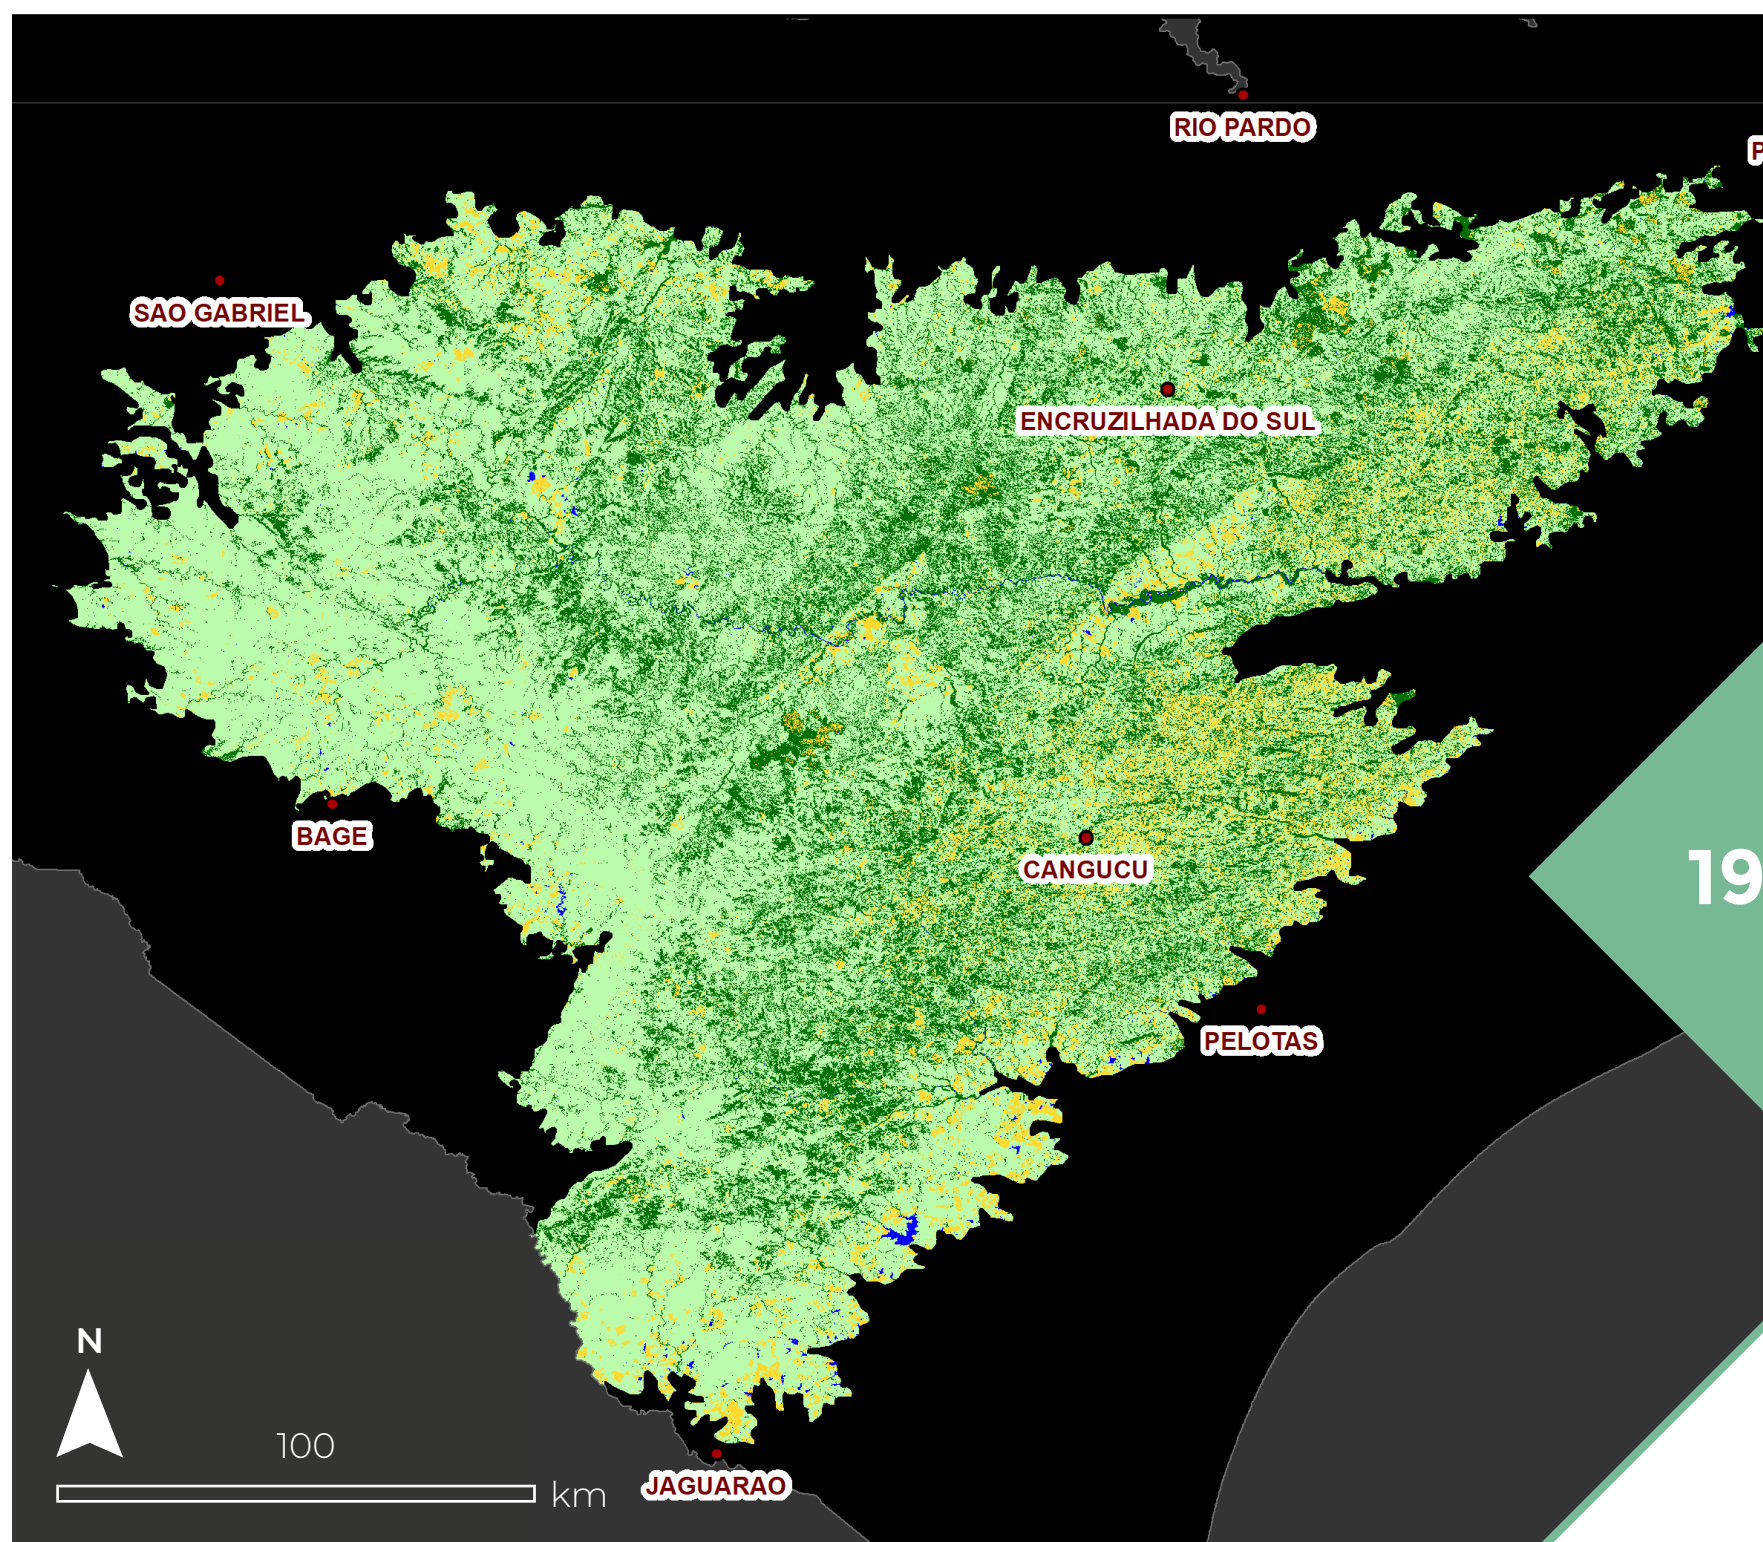 RIO PARDO
P
SAO GABRIEL
ENCRUZILHADA DO SUL
BAGE
CANGUCU
19
PELOTAS
N
100
km
JAGUARAO